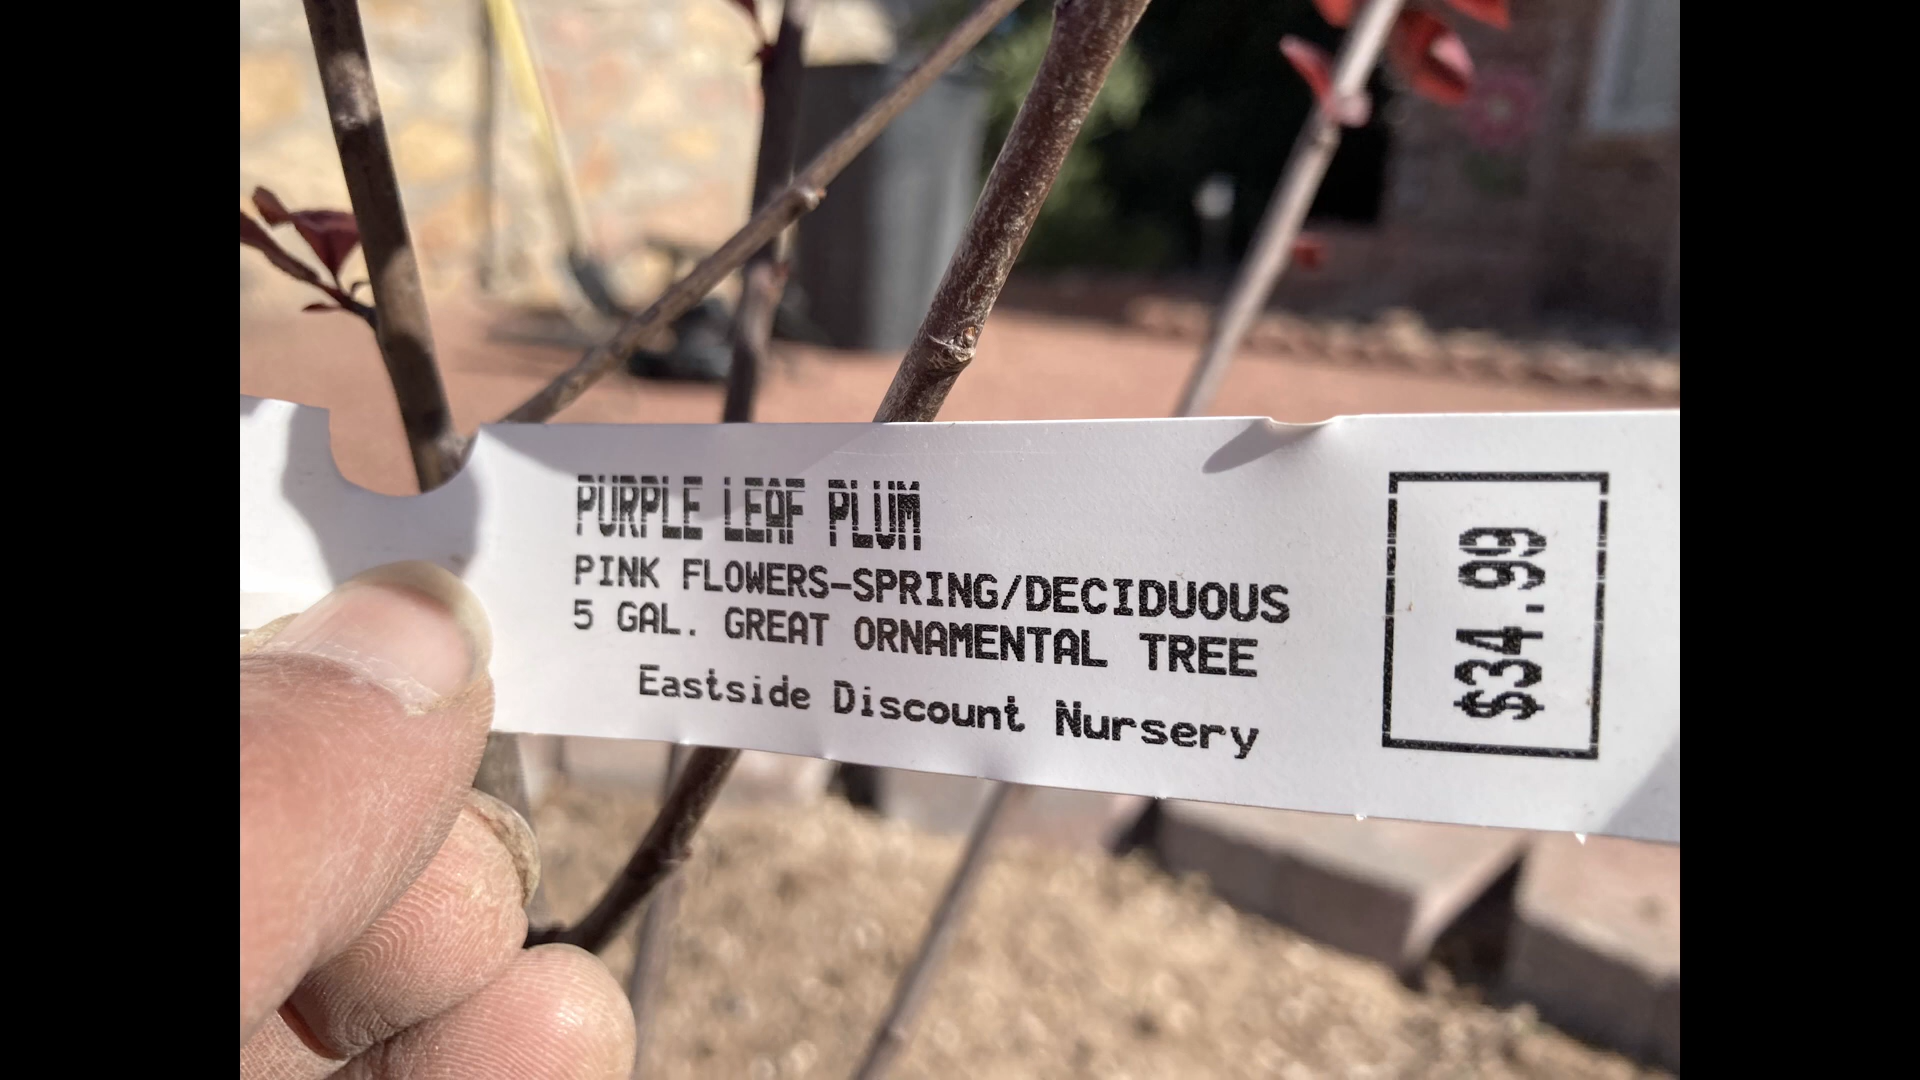 PURPLE LEAF PLUM
PINK FLOWERS-SPRING/DECIDUOUS
5 GAL. GREAT ORNAMENTAL TREE
Eastside Discount Nursery
$34.99